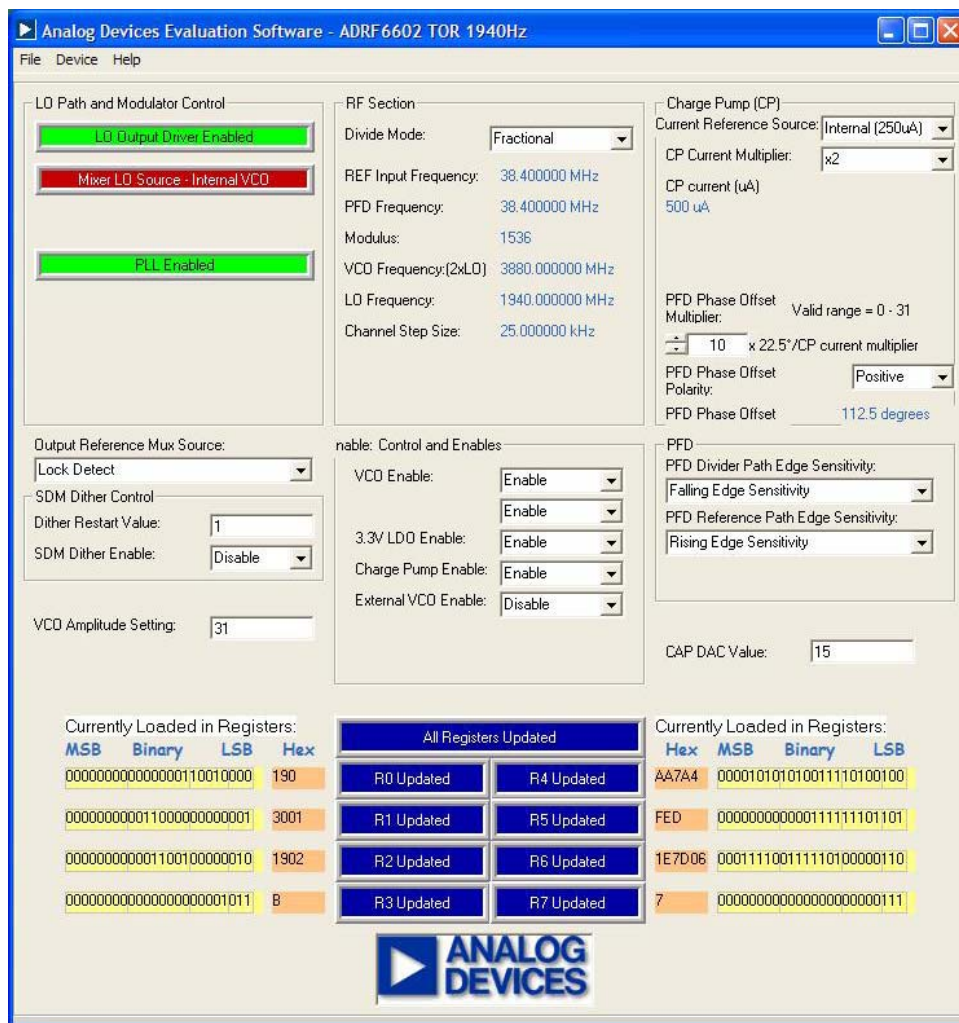 Analog Devices Evaluation Software - ADRF6602 TOR 1940Hz
File Device Help
LO Path and Modulator Control
LO Output Driver Enabled
Mixer LO Source - Internal VCO
PLL Enabled
RF Section
Divide Mode: Fractional
REF Input Frequency: 38.400000 MHz
PFD Frequency: 38.400000 MHz
Modulus: 1536
VCO Frequency:(2xLO) 3880.000000 MHz
LO Frequency: 1940.000000 MHz
Channel Step Size: 25.000000 kHz
Charge Pump (CP)
Current Reference Source: Internal (250uA)
CP Current Multiplier: x2
CP current (uA)
500 uA
PFD Phase Offset
Multiplier: Valid range = 0 - 31
10 x 22.5°/CP current multiplier
PFD Phase Offset
Polarity: Positive
PFD Phase Offset 112.5 degrees
Output Reference Mux Source:
Lock Detect
SDM Dither Control
Dither Restart Value: 1
SDM Dither Enable: Disable
VCO Amplitude Setting: 31
nable: Control and Enables
VCO Enable: Enable
Enable
3.3V LDO Enable: Enable
Charge Pump Enable: Enable
External VCO Enable: Disable
PFD
PFD Divider Path Edge Sensitivity:
Falling Edge Sensitivity
PFD Reference Path Edge Sensitivity:
Rising Edge Sensitivity
CAP DAC Value: 15
Currently Loaded in Registers:
MSB Binary LSB Hex
000000000000000110010000 190
000000000011000000000001 3001
000000000001100100000010 1902
000000000000000000001011 B
All Registers Updated
R0 Updated R4 Updated
R1 Updated R5 Updated
R2 Updated R6 Updated
R3 Updated R7 Updated
Currently Loaded in Registers:
Hex MSB Binary LSB
AA7A4 000010101010011110100100
FED 000000000000111111101101
1E7D06 000111100111110100000110
7 000000000000000000000111
ANALOG
DEVICES